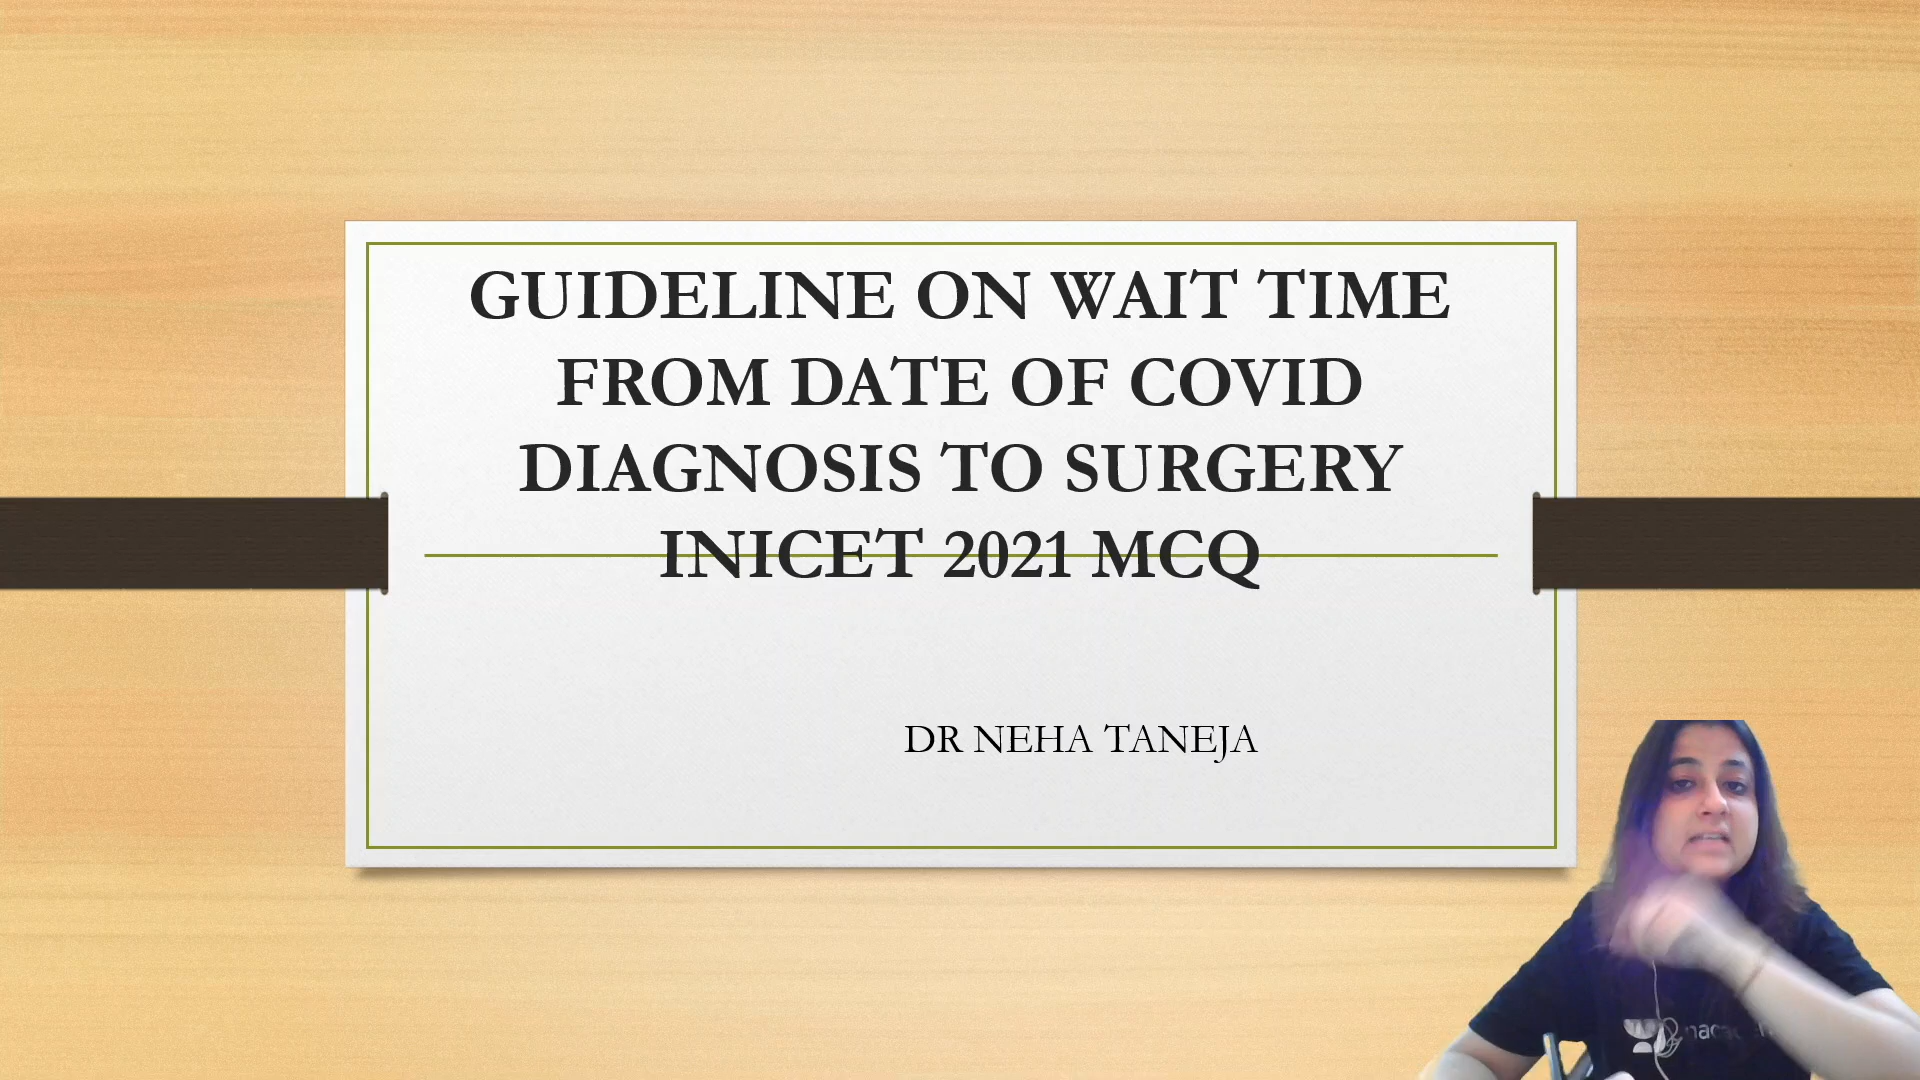 GUIDELINE ON WAIT TIME
FROM DATE OF COVID
DIAGNOSIS TO SURGERY
INICET 2021 MCQ
DR NEHA TANEJA